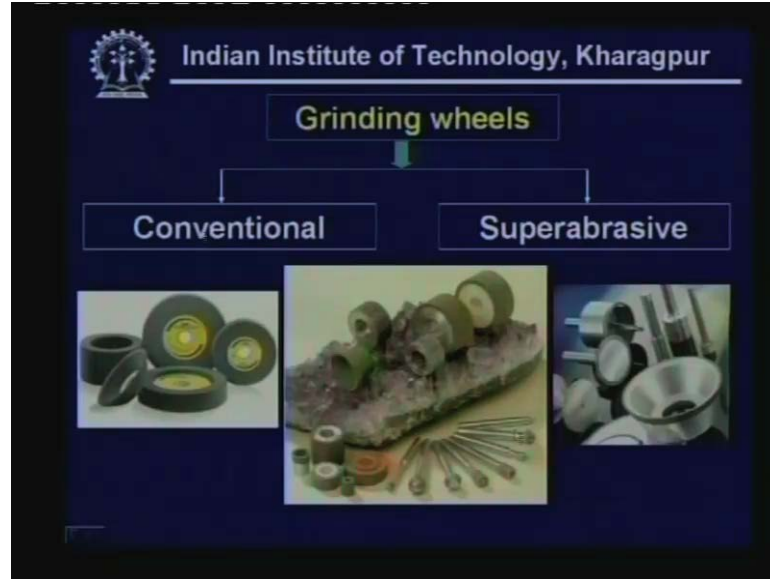 Indian Institute of Technology, Kharagpur
Grinding wheels
Conventional
Superabrasive